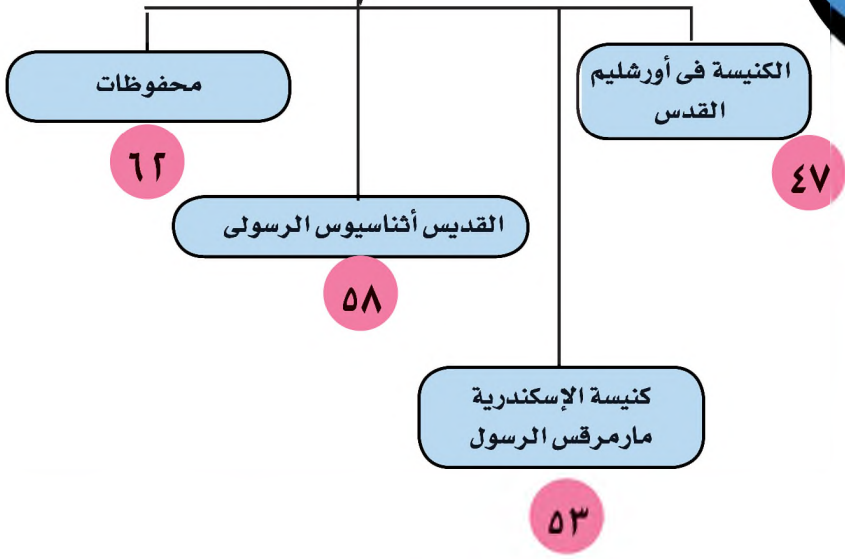 الكنيسة فى أورشليم
القدس
٤٧
كنيسة الإسكندرية
مارمرقس الرسول
٥٣
القديس أثناسيوس الرسولى
٥٨
محفوظات
٦٢